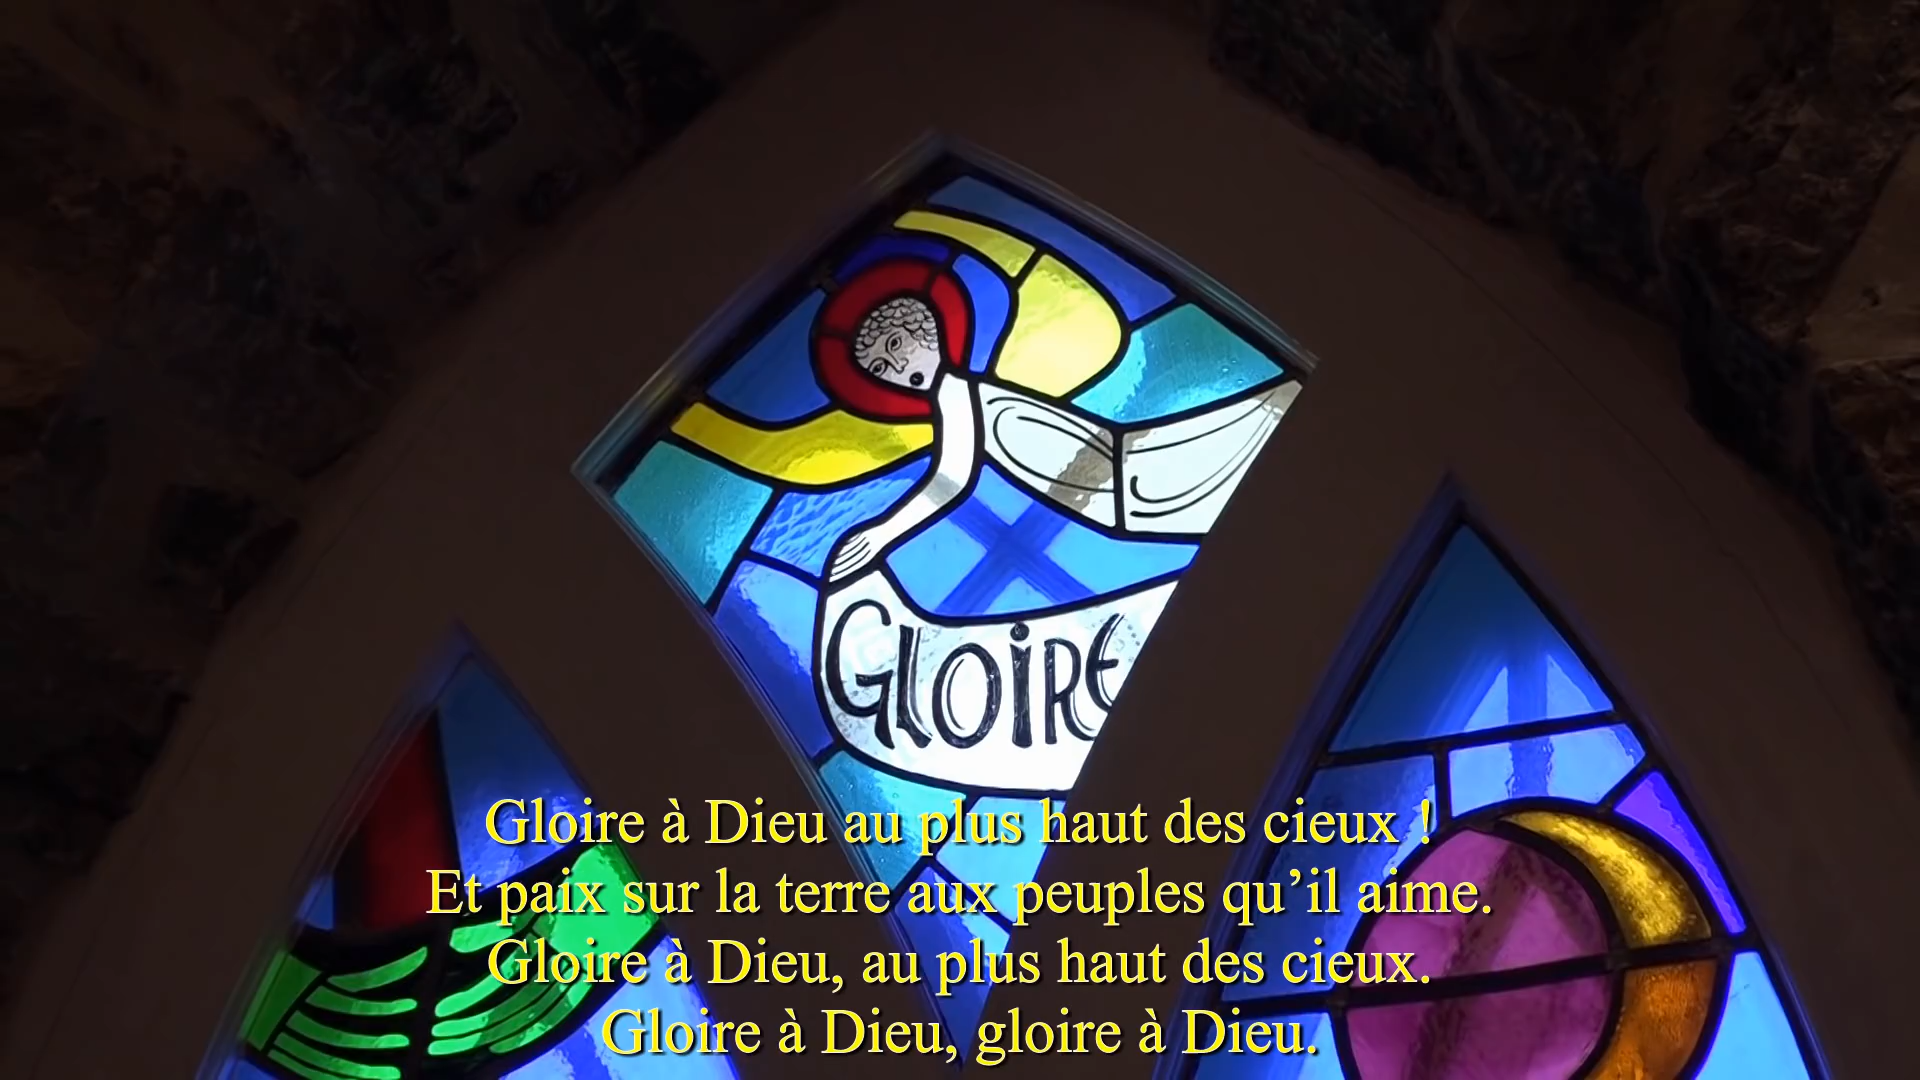 GLOIRE
Gloire à Dieu au plus haut des cieux !
Et paix sur la terre aux peuples qu’il aime.
Gloire à Dieu, au plus haut des cieux.
Gloire à Dieu, gloire à Dieu.